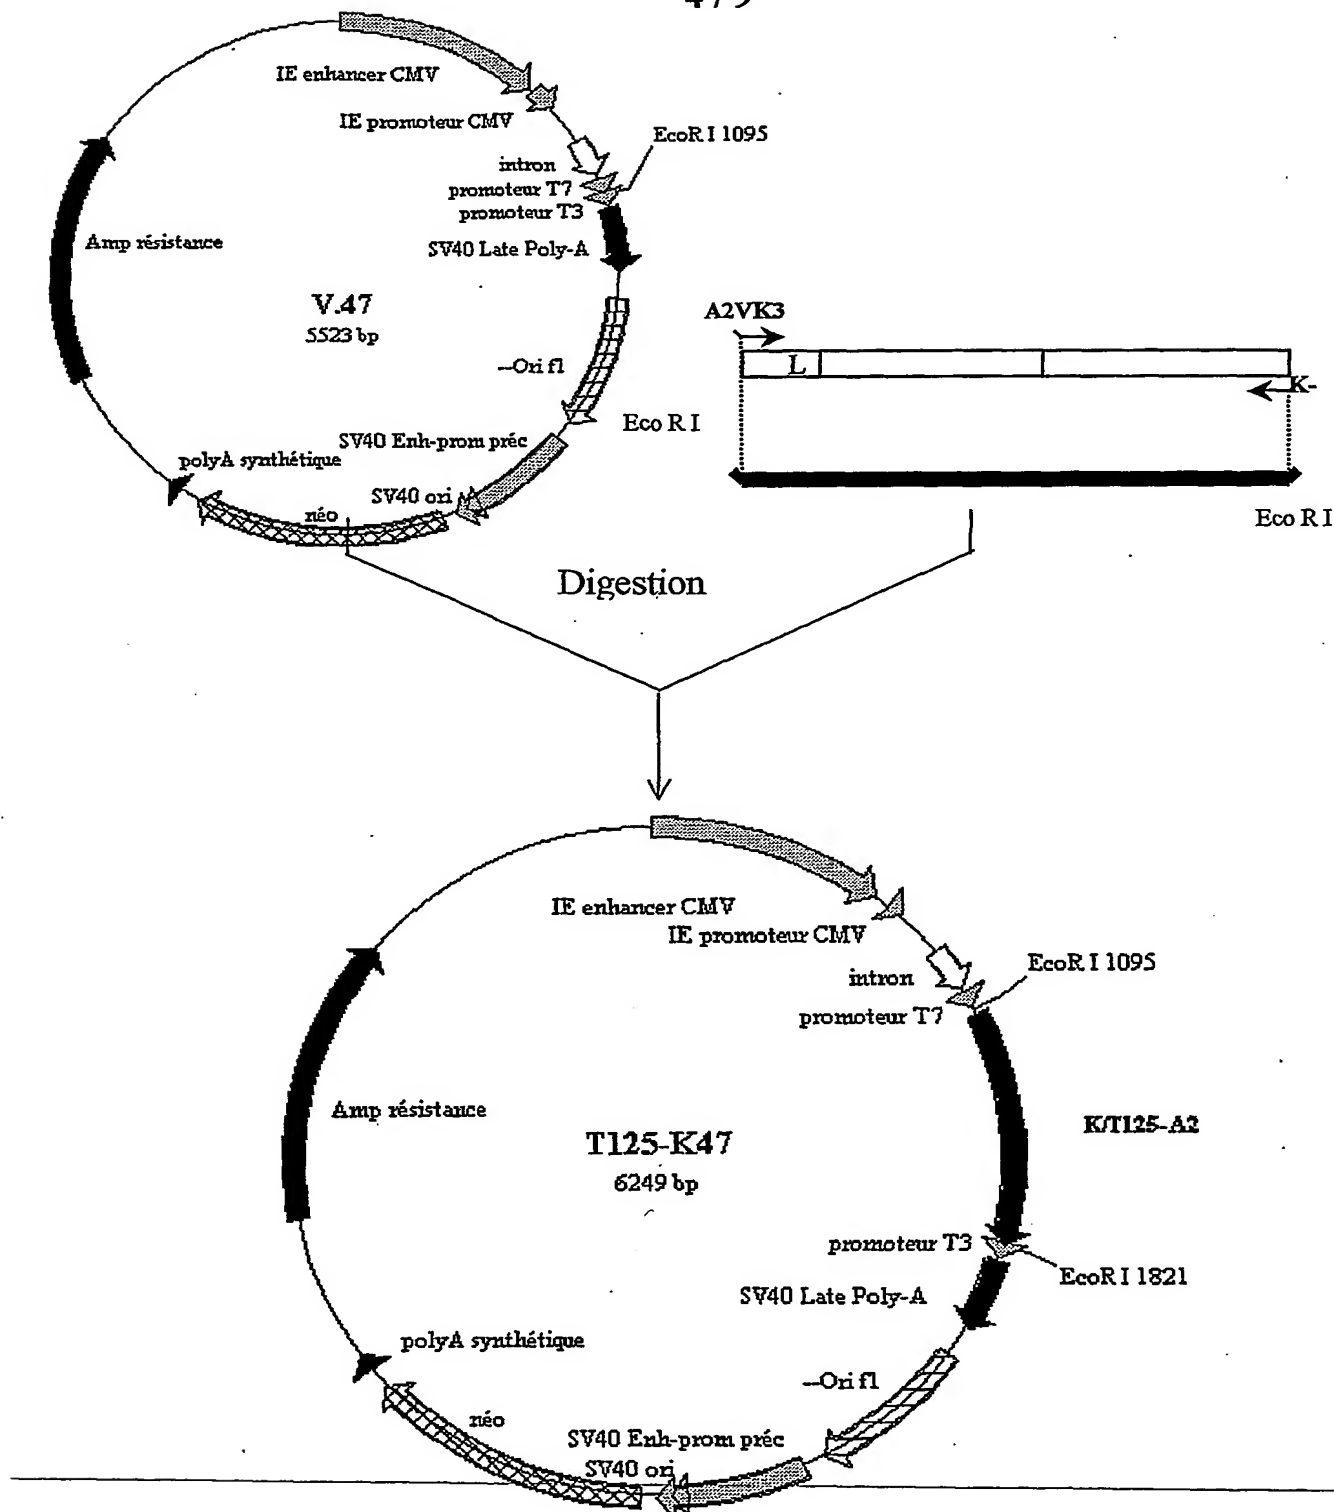 4/9
IE enhancer CMV
IE promoteur CMV
EcoR I 1095
intron
promoteur T7
promoteur T3
Amp résistance
SV40 Late Poly-A
V.47
5523 bp
A2VK3
--Ori f1
L
K-
Eco R I
SV40 Enh-prom préc
polyA synthétique
SV40 ori
néo
Eco R I
Digestion
IE enhancer CMV
IE promoteur CMV
EcoR I 1095
intron
promoteur T7
Amp résistance
K/T125-A2
T125-K47
6249 bp
promoteur T3
EcoR I 1821
SV40 Late Poly-A
polyA synthétique
--Ori f1
néo
SV40 Enh-prom préc
SV40 ori